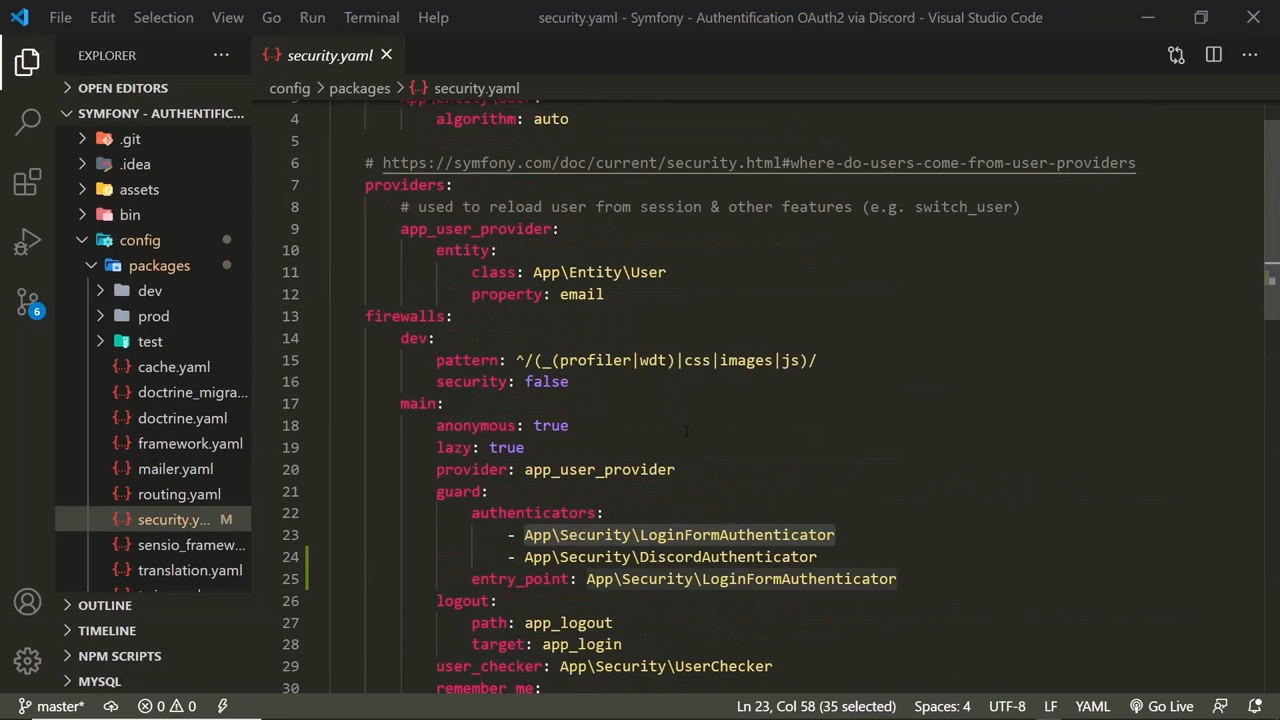 File Edit Selection View Go Run Terminal Help
security.yaml - Symfony - Authentification OAuth2 via Discord - Visual Studio Code
EXPLORER
OPEN EDITORS
SYMFONY - AUTHENTIFIC...
.git
.idea
assets
bin
config
packages
dev
prod
test
cache.yaml
doctrine_migra...
doctrine.yaml
framework.yaml
mailer.yaml
routing.yaml
security.y... M
sensio_framew...
translation.yaml
OUTLINE
TIMELINE
NPM SCRIPTS
MYSQL
6
{..} security.yaml
config > packages > {..} security.yaml
App\Entity\User:
4 algorithm: auto
5
6 # https://symfony.com/doc/current/security.html#where-do-users-come-from-user-providers
7 providers:
8 # used to reload user from session & other features (e.g. switch_user)
9 app_user_provider:
10 entity:
11 class: App\Entity\User
12 property: email
13 firewalls:
14 dev:
15 pattern: ^/(_(profiler|wdt)|css|images|js)/
16 security: false
17 main:
18 anonymous: true
19 lazy: true
20 provider: app_user_provider
21 guard:
22 authenticators:
23 - App\Security\LoginFormAuthenticator
24 - App\Security\DiscordAuthenticator
25 entry_point: App\Security\LoginFormAuthenticator
26 logout:
27 path: app_logout
28 target: app_login
29 user_checker: App\Security\UserChecker
30 remember_me:
master* 0 0 Ln 23, Col 58 (35 selected) Spaces: 4 UTF-8 LF YAML Go Live